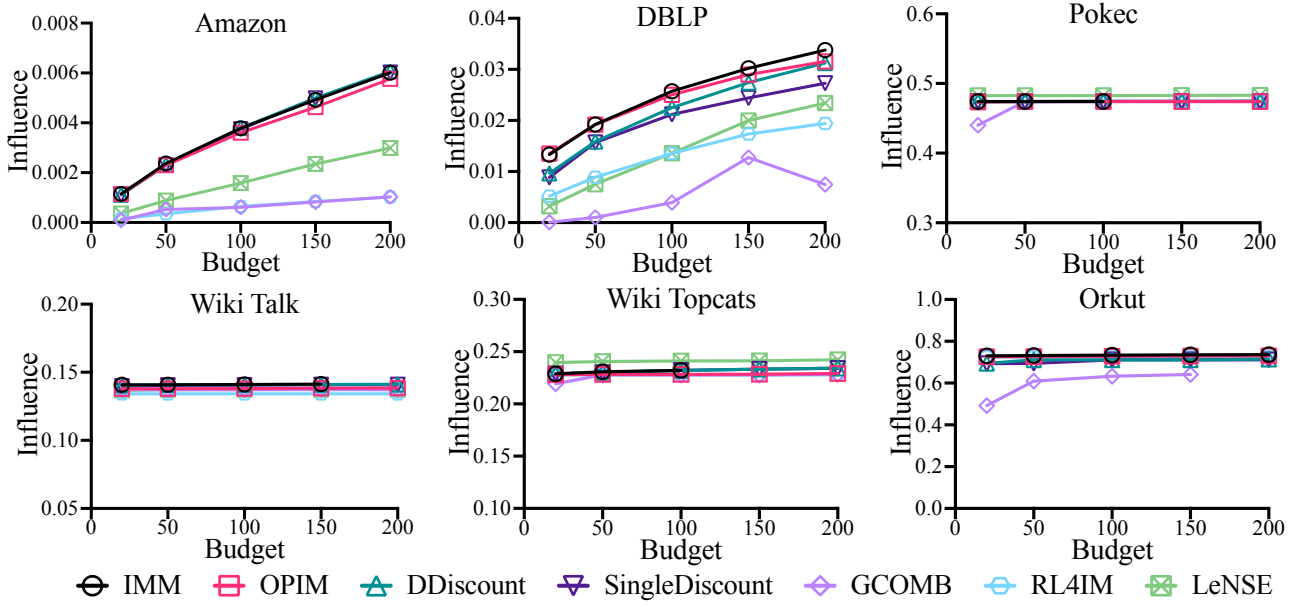 Amazon
Influence
0.008
0.006
0.004
0.002
0.000
0 50 100 150 200
Budget
DBLP
Influence
0.04
0.03
0.02
0.01
0.00
0 50 100 150 200
Budget
Pokec
Influence
0.6
0.5
0.4
0.3
0 50 100 150 200
Budget
Wiki Talk
Influence
0.20
0.15
0.10
0.05
0 50 100 150 200
Budget
Wiki Topcats
Influence
0.30
0.25
0.20
0.15
0.10
0 50 100 150 200
Budget
Orkut
Influence
1.0
0.8
0.6
0.4
0.2
0.0
0 50 100 150 200
Budget
IMM OPIM DDiscount SingleDiscount GCOMB RL4IM LeNSE